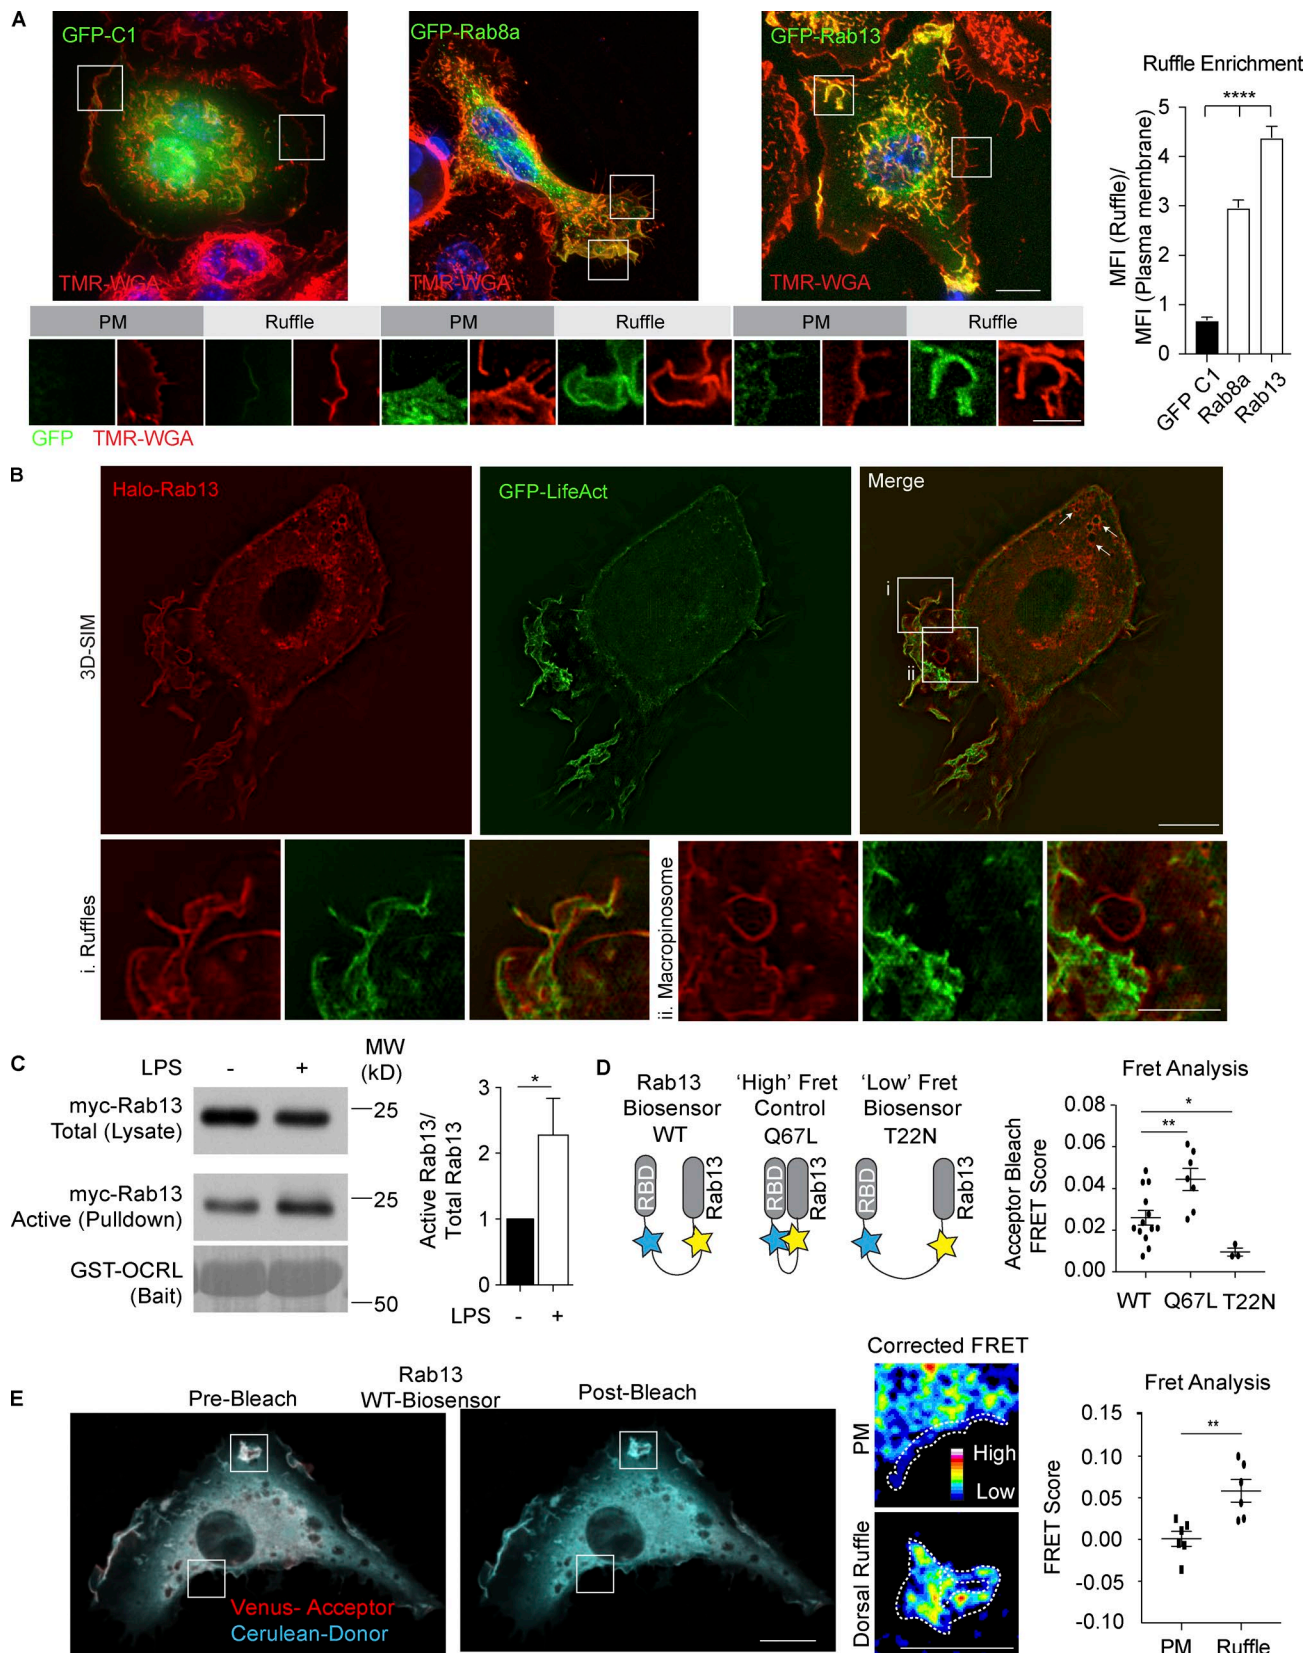 A
GFP-C1
TMR-WGA
GFP-Rab8a
TMR-WGA
GFP-Rab13
TMR-WGA
PM
Ruffle
PM
Ruffle
PM
Ruffle
GFP TMR-WGA
Ruffle Enrichment
MFI (Ruffle)/
MFI (Plasma membrane)
5
4
3
2
1
0
****
GFP C1
Rab8a
Rab13
B
3D-SIM
Halo-Rab13
GFP-LifeAct
Merge
i
ii
i. Ruffles
ii. Macropinosome
C
LPS
-
+
MW
(kD)
myc-Rab13
Total (Lysate)
25
myc-Rab13
Active (Pulldown)
25
GST-OCRL
(Bait)
50
Active Rab13/
Total Rab13
3
2
1
0
*
LPS - +
D
Rab13
Biosensor
WT
'High' Fret
Control
Q67L
'Low' Fret
Biosensor
T22N
RBD
Rab13
RBD
Rab13
RBD
Rab13
Fret Analysis
Acceptor Bleach
FRET Score
0.08
0.06
0.04
0.02
0.00
*
**
WT Q67L T22N
E
Pre-Bleach
Rab13
WT-Biosensor
Post-Bleach
Venus- Acceptor
Cerulean-Donor
Corrected FRET
PM
High
Low
Dorsal Ruffle
Fret Analysis
FRET Score
0.15
0.10
0.05
0.00
-0.05
-0.10
**
PM Ruffle